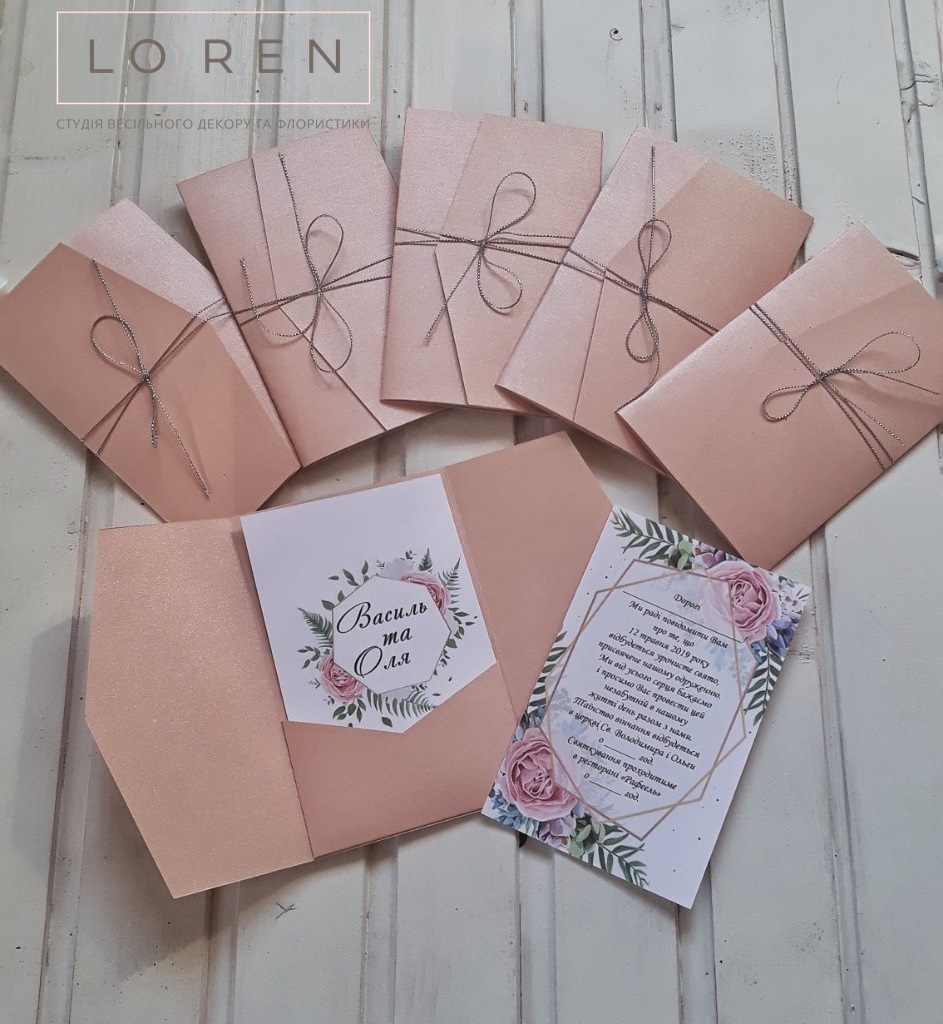 LOOREN
СТУДІЯ ВЕСІЛЬНОГО ДЕКОРУ ТА ФЛОРИСТИКИ
Василь
та
Оля
Дорогі
Ми раді повідомити Вам
про те, що
12 травня 2019 року
відбудеться урочисте свято,
присвячене нашому одруженню.
Ми від усього серця бажаємо
і просимо Вас провести цей
незабутній в нашому
житті день разом з нами.
Таїнство вінчання відбудеться
церкві Св. Володимира і Ольги
о ______ год.
Святкування проходитиме
в ресторані «Рафаель»
о ______ год.